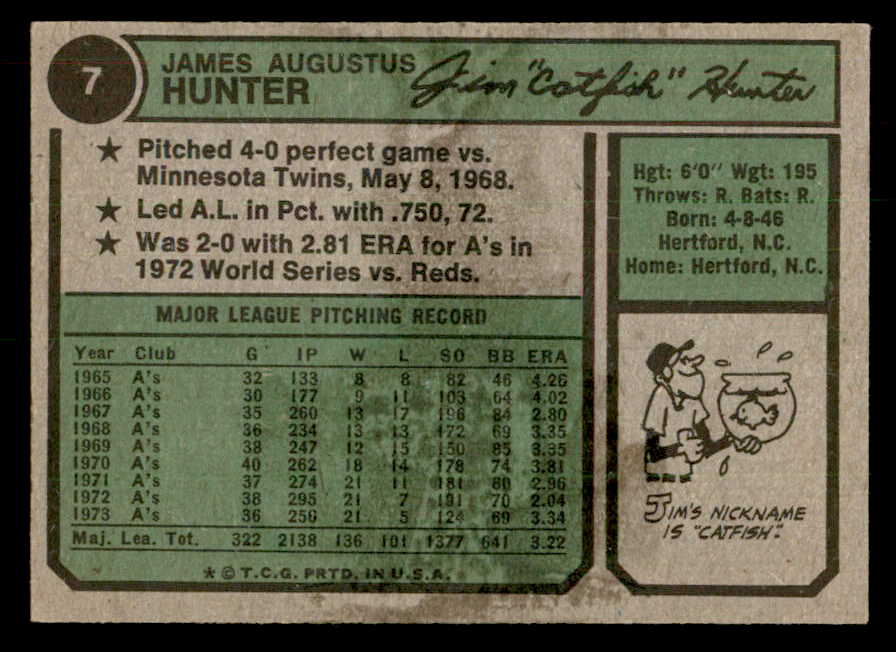 7
JAMES AUGUSTUS
HUNTER
Jim "Catfish" Hunter
★ Pitched 4-0 perfect game vs.
Minnesota Twins, May 8, 1968.
★ Led A.L. in Pct. with .750, 72.
★ Was 2-0 with 2.81 ERA for A's in
1972 World Series vs. Reds.
Hgt: 6'0" Wgt: 195
Throws: R. Bats: R.
Born: 4-8-46
Hertford, N.C.
Home: Hertford, N.C.
MAJOR LEAGUE PITCHING RECORD
Year Club G IP W L SO BB ERA
1965 A's 32 133 8 8 82 46 4.26
1966 A's 30 177 9 11 103 64 4.02
1967 A's 35 260 13 17 196 84 2.80
1968 A's 36 234 13 13 172 69 3.35
1969 A's 38 247 12 15 150 85 3.35
1970 A's 40 262 18 14 178 74 3.81
1971 A's 37 274 21 11 181 80 2.96
1972 A's 38 295 21 7 191 70 2.04
1973 A's 36 256 21 5 124 69 3.34
Maj. Lea. Tot. 322 2138 136 101 1377 641 3.22
★ © T.C.G. PRTD. IN U.S.A.
JIM'S NICKNAME
IS "CATFISH".